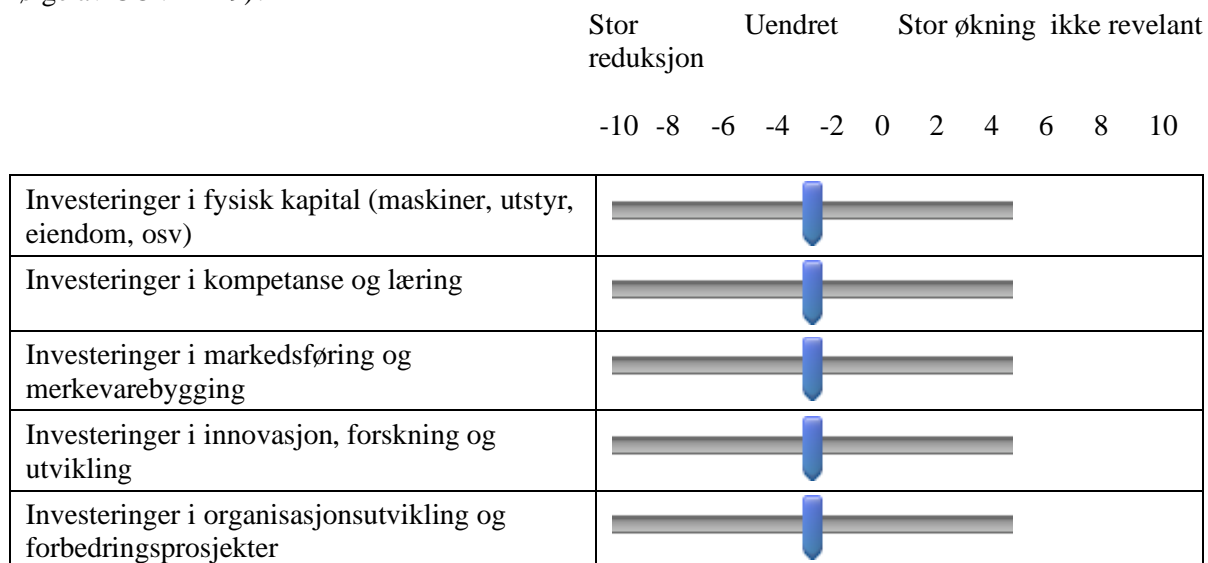 Stor Uendret Stor økning ikke revelant
reduksjon
-10 -8 -6 -4 -2 0 2 4 6 8 10
Investeringer i fysisk kapital (maskiner, utstyr,
eiendom, osv)
Investeringer i kompetanse og læring
Investeringer i markedsføring og
merkevarebygging
Investeringer i innovasjon, forskning og
utvikling
Investeringer i organisasjonsutvikling og
forbedringsprosjekter